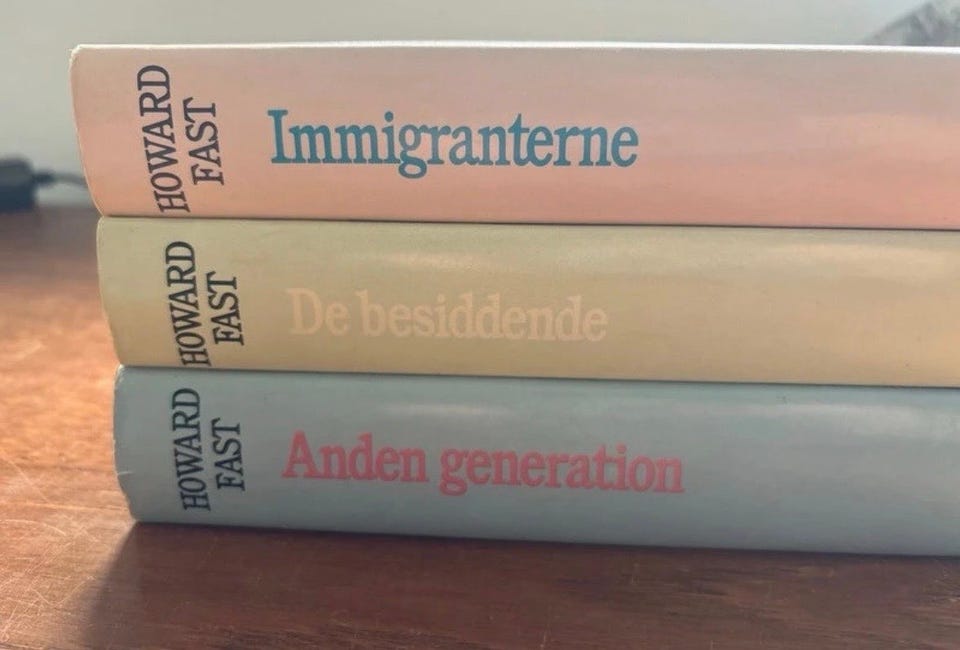 HOWARD
FAST
Immigranterne
HOWARD
FAST
De besiddende
HOWARD
FAST
Anden generation